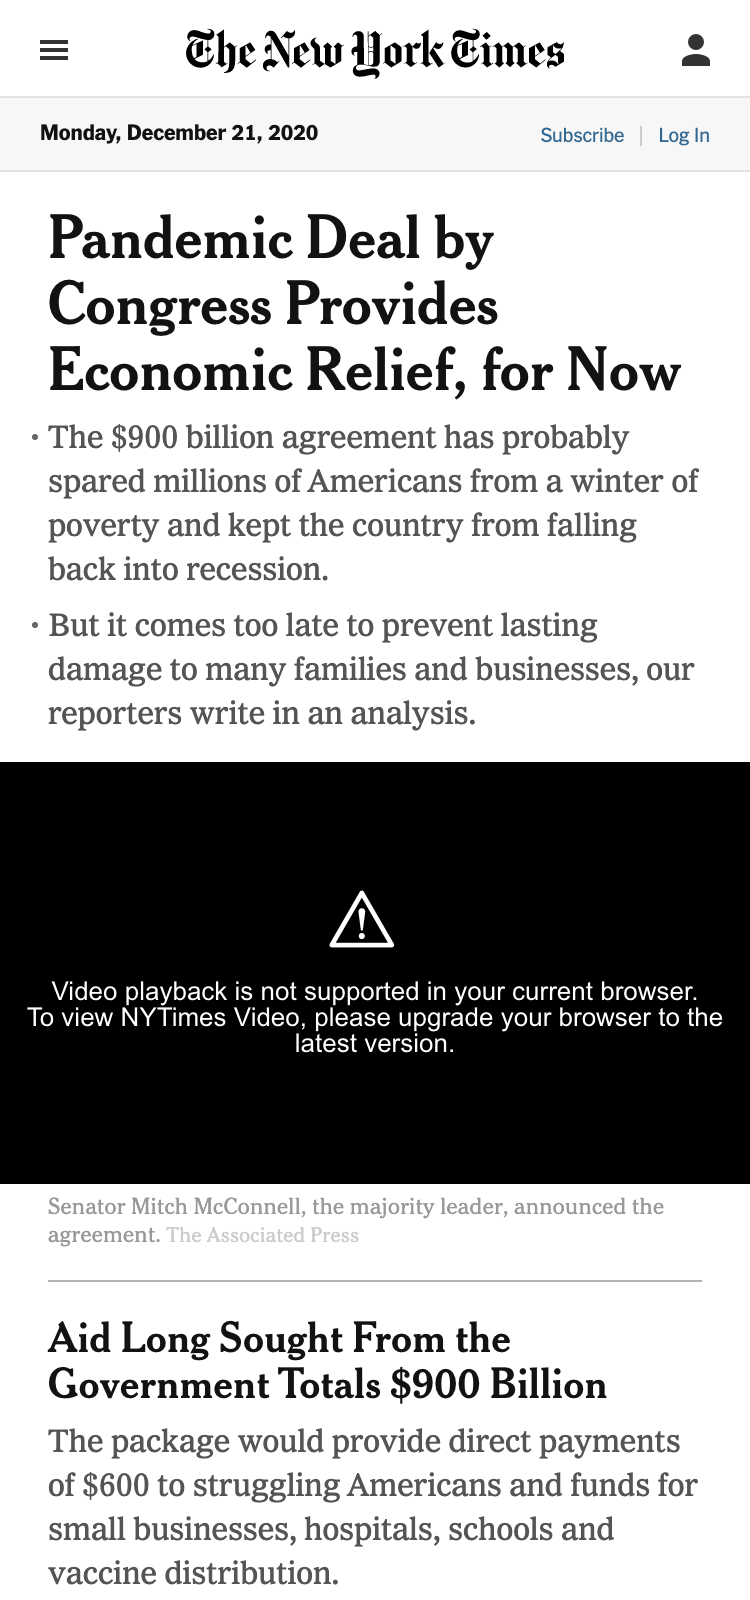 The New York Times
Monday, December 21, 2020
Subscribe | Log In
Pandemic Deal by
Congress Provides
Economic Relief, for Now
• The $900 billion agreement has probably
spared millions of Americans from a winter of
poverty and kept the country from falling
back into recession.
• But it comes too late to prevent lasting
damage to many families and businesses, our
reporters write in an analysis.
Video playback is not supported in your current browser.
To view NYTimes Video, please upgrade your browser to the
latest version.
Senator Mitch McConnell, the majority leader, announced the
agreement. The Associated Press
Aid Long Sought From the
Government Totals $900 Billion
The package would provide direct payments
of $600 to struggling Americans and funds for
small businesses, hospitals, schools and
vaccine distribution.